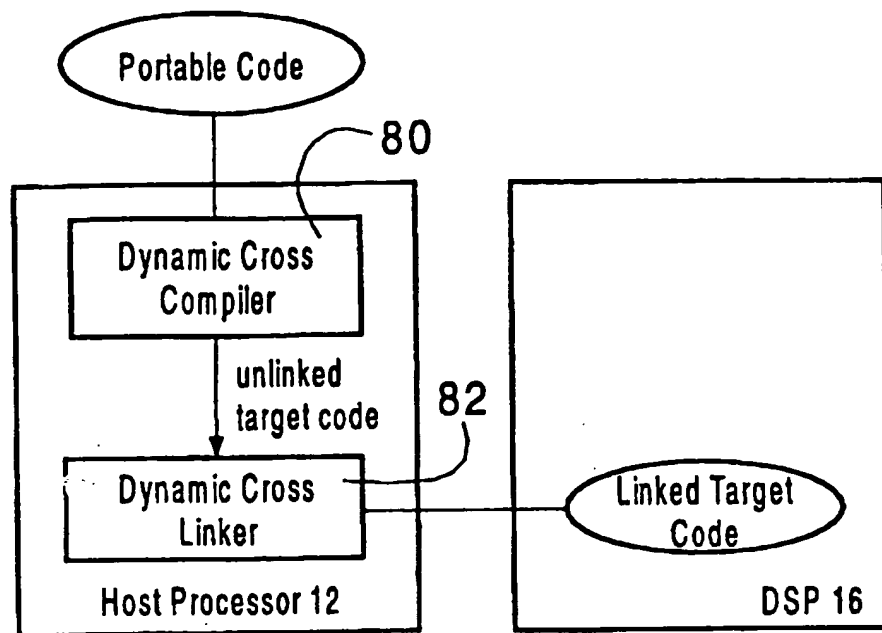 Portable Code
80
Dynamic Cross
Compiler
unlinked
target code
82
Dynamic Cross
Linker
Linked Target
Code
Host Processor 12
DSP 16